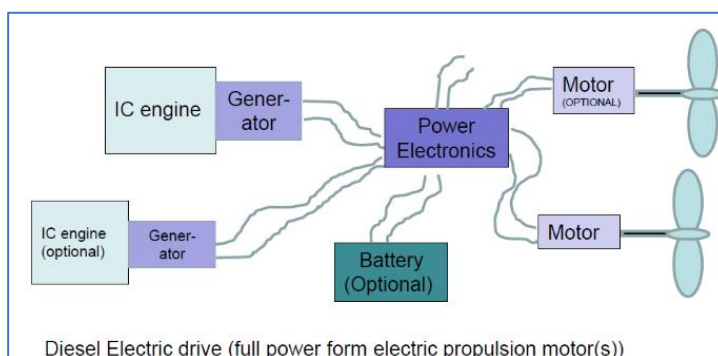 IC engine
Gener-
ator
Power
Electronics
Motor
(OPTIONAL)
IC engine
(optional)
Gener-
ator
Battery
(Optional)
Motor
Diesel Electric drive (full power form electric propulsion motor(s))